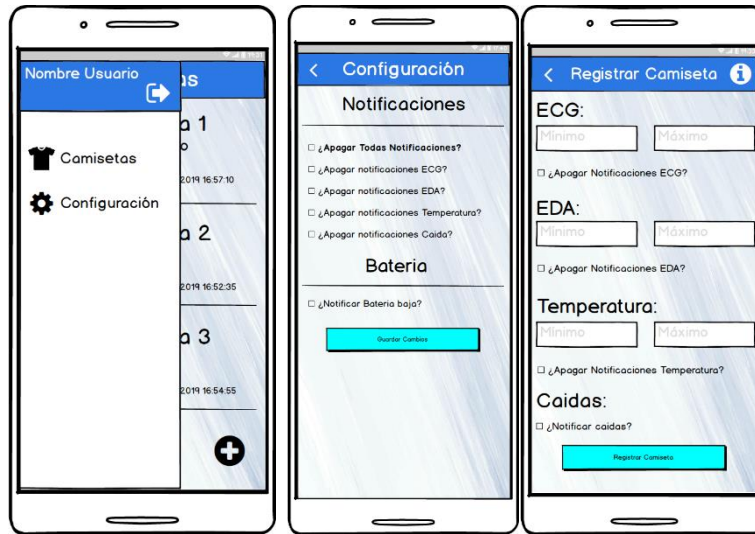 Nombre Usuario
as
Camisetas
Configuración
a 1
o
2019 16:57:10
a 2
2019 16:52:35
a 3
2019 16:54:55
Configuración
Notificaciones
¿Apagar Todas Notificaciones?
¿Apagar notificaciones ECG?
¿Apagar notificaciones EDA?
¿Apagar notificaciones Temperatura?
¿Apagar notificaciones Caida?
Bateria
¿Notificar Bateria baja?
Guardar Cambios
Registrar Camiseta
ECG:
Mínimo Máximo
¿Apagar Notificaciones ECG?
EDA:
Mínimo Máximo
¿Apagar Notificaciones EDA?
Temperatura:
Mínimo Máximo
¿Apagar Notificaciones Temperatura?
Caidas:
¿Notificar caidas?
Registrar Camiseta